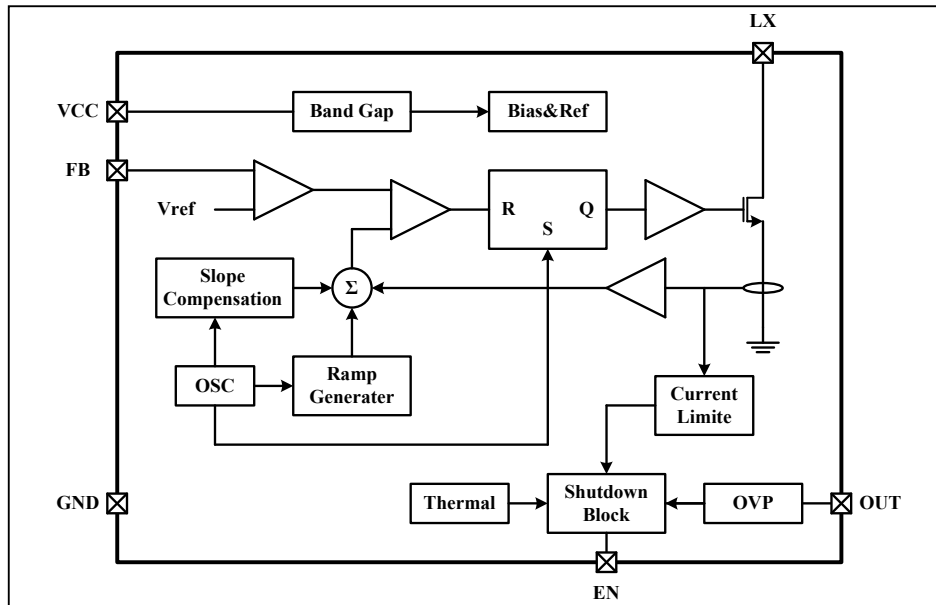 LX
VCC
Band Gap
Bias&Ref
FB
Vref
R
Q
S
Slope
Compensation
Σ
OSC
Ramp
Generater
Current
Limite
GND
Thermal
Shutdown
Block
OVP
OUT
EN